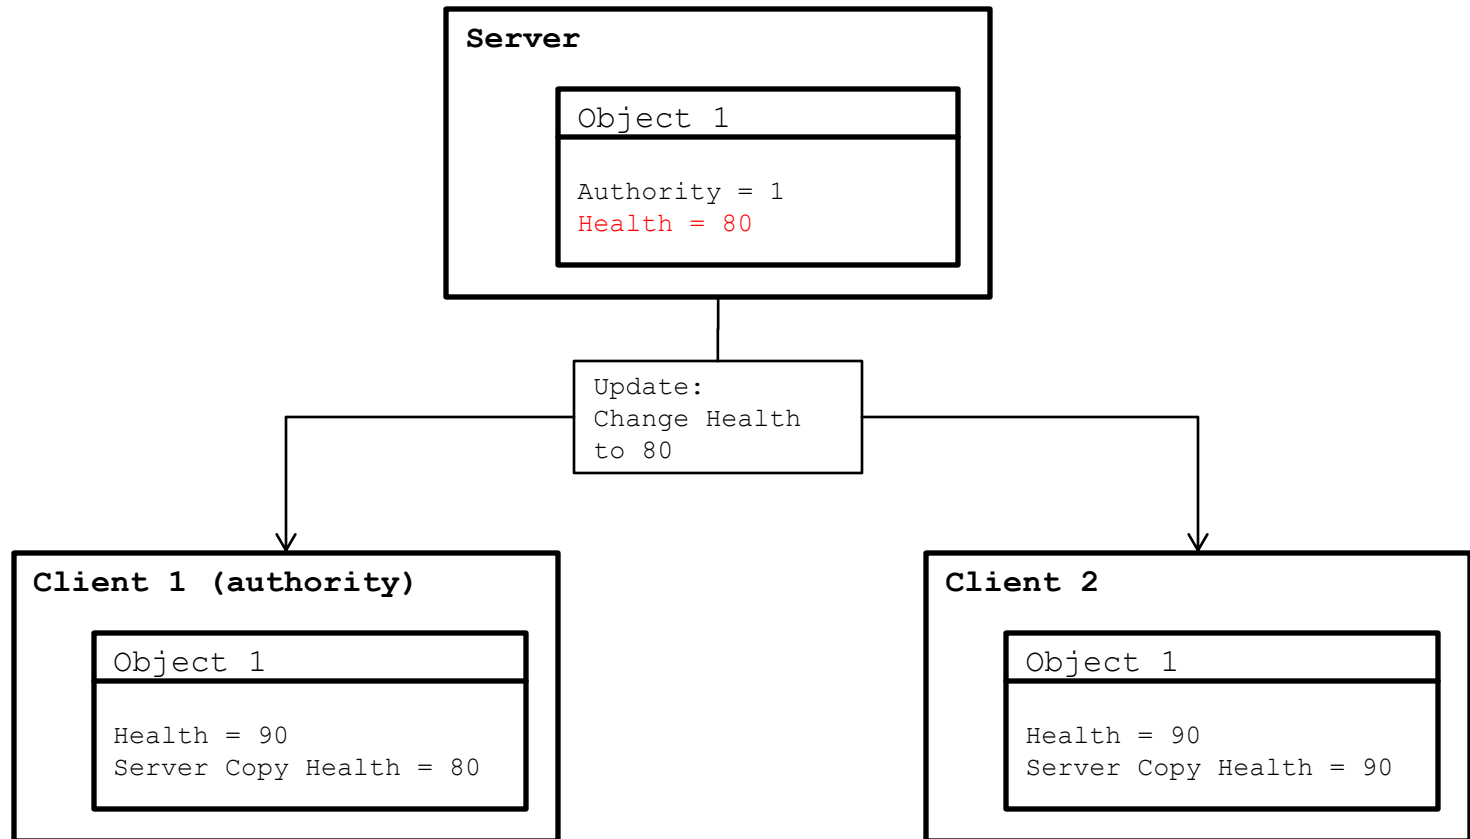 Server
Object 1
Authority = 1
Health = 80
Update:
Change Health
to 80
Client 1 (authority)
Object 1
Health = 90
Server Copy Health = 80
Client 2
Object 1
Health = 90
Server Copy Health = 90